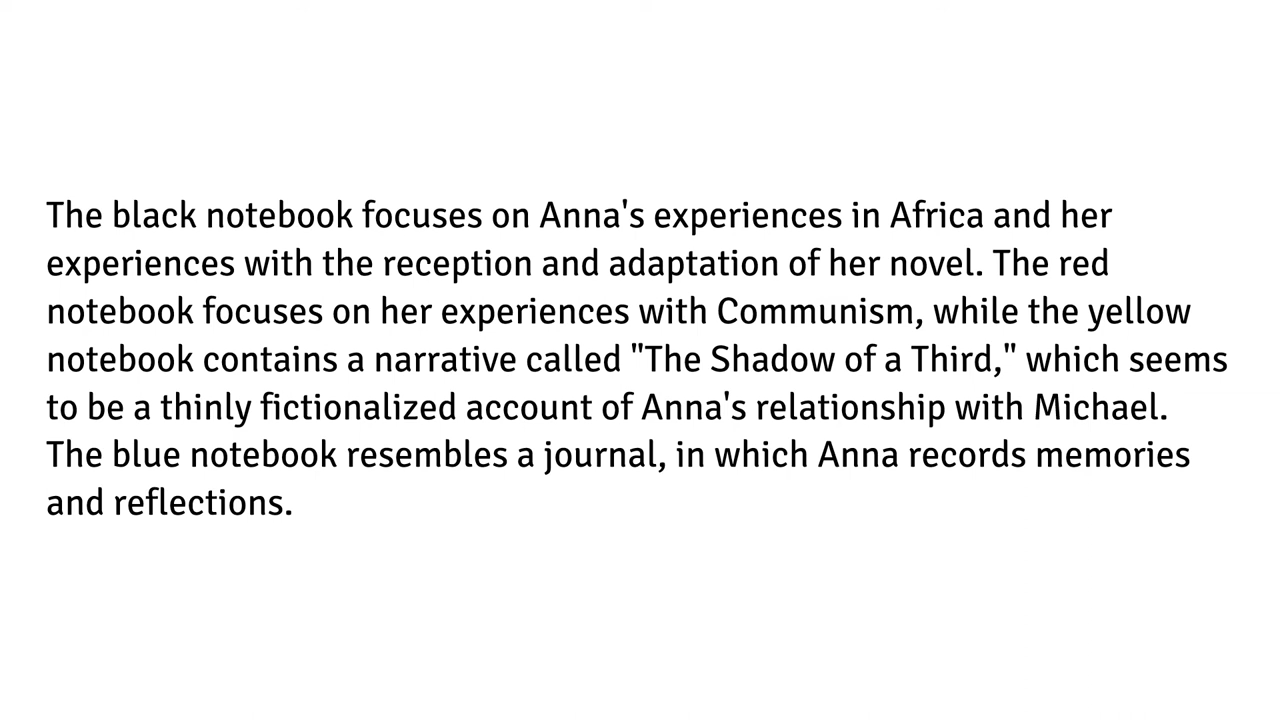 The black notebook focuses on Anna's experiences in Africa and her
experiences with the reception and adaptation of her novel. The red
notebook focuses on her experiences with Communism, while the yellow
notebook contains a narrative called "The Shadow of a Third," which seems
to be a thinly fictionalized account of Anna's relationship with Michael.
The blue notebook resembles a journal, in which Anna records memories
and reflections.